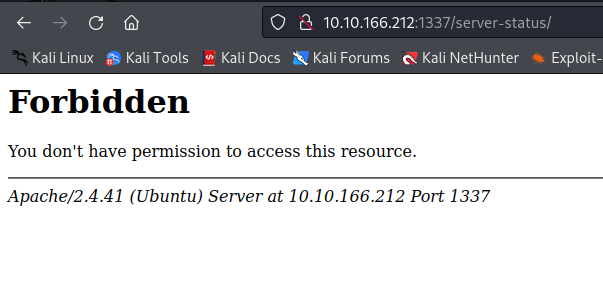 10.10.166.212:1337/server-status/
Kali Linux Kali Tools Kali Docs Kali Forums Kali NetHunter Exploit-
Forbidden
You don't have permission to access this resource.
Apache/2.4.41 (Ubuntu) Server at 10.10.166.212 Port 1337